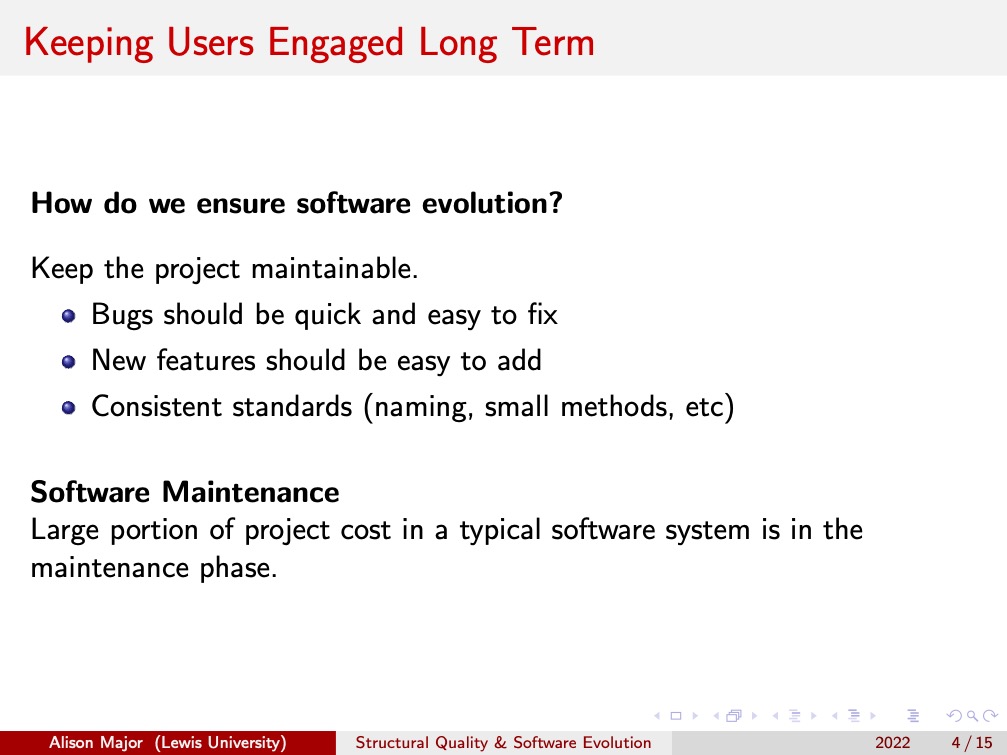 Keeping Users Engaged Long Term
How do we ensure software evolution?
Keep the project maintainable.
Bugs should be quick and easy to fix
New features should be easy to add
Consistent standards (naming, small methods, etc)
Software Maintenance
Large portion of project cost in a typical software system is in the
maintenance phase.
Alison Major (Lewis University) Structural Quality & Software Evolution 2022 4 / 15